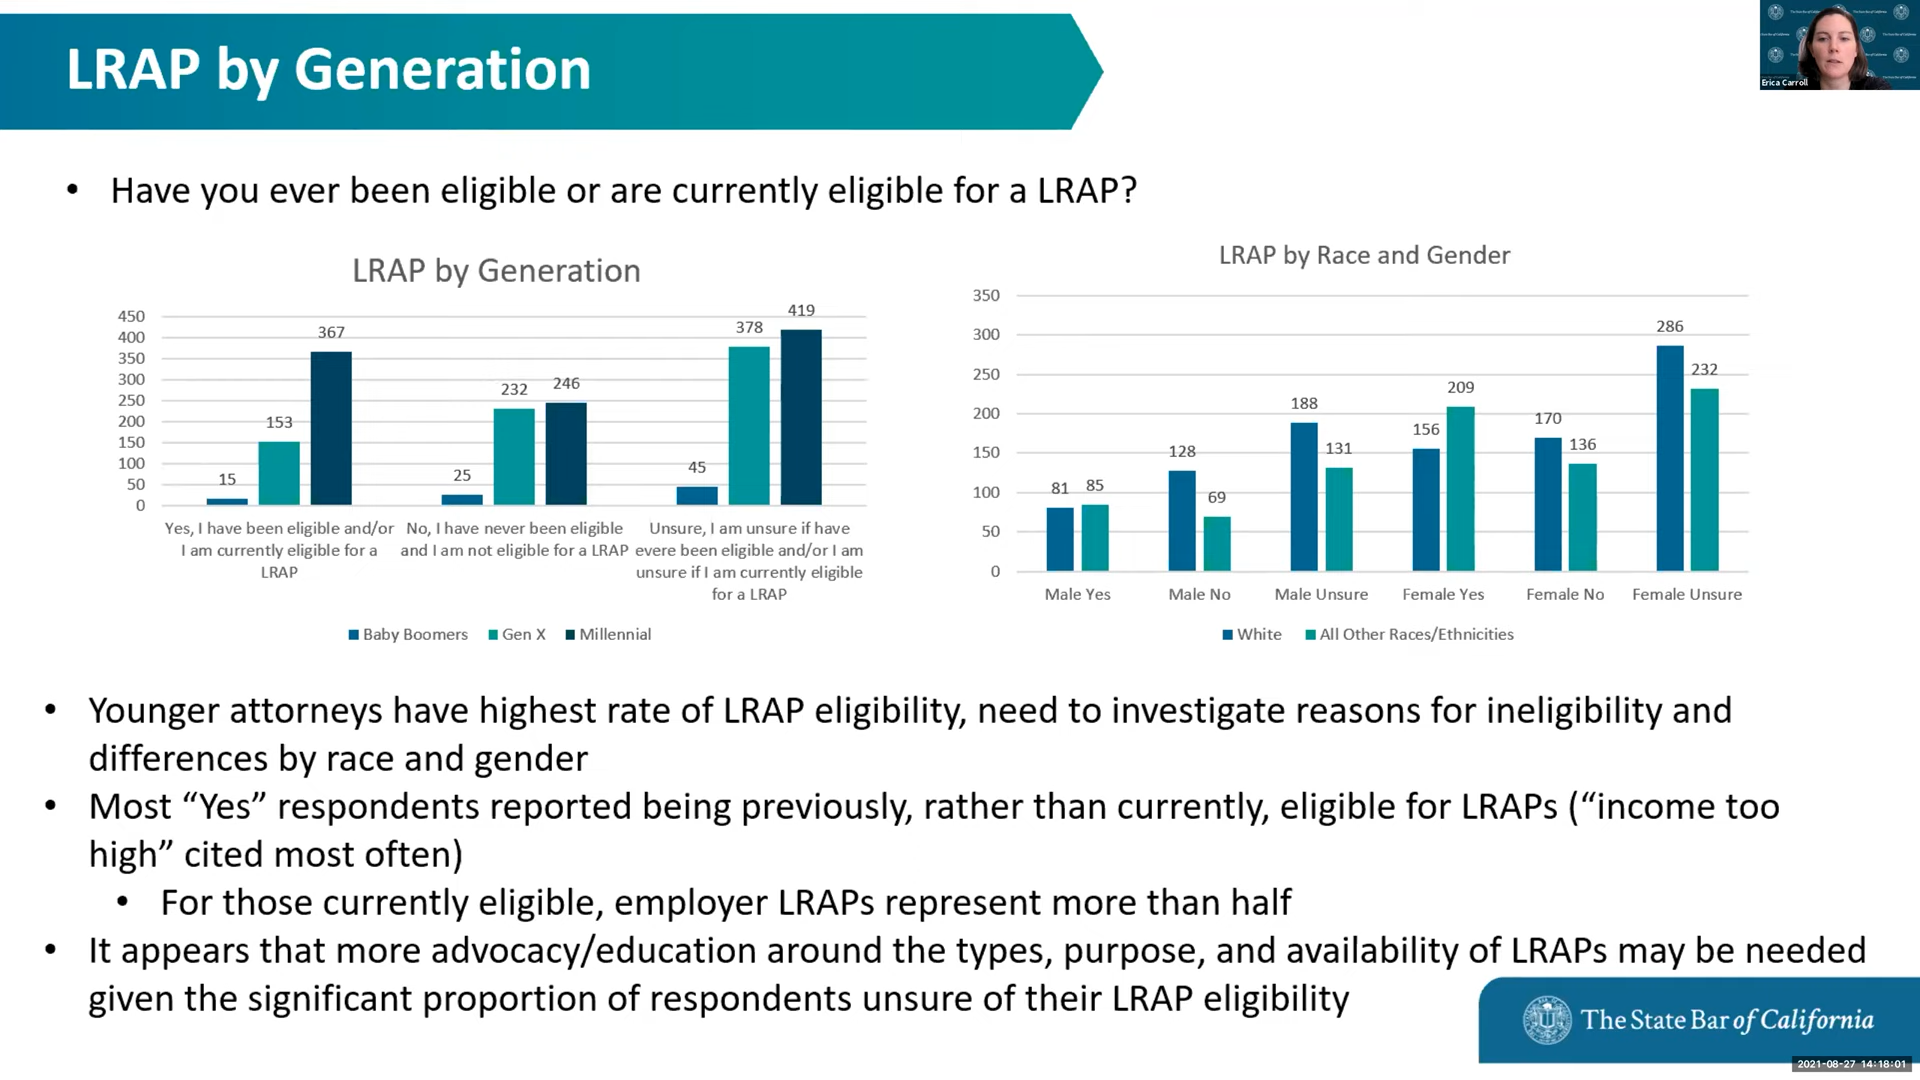 LRAP by Generation
Erica Carroll
• Have you ever been eligible or are currently eligible for a LRAP?
LRAP by Generation
450
400
350
300
250
200
150
100
50
0
15
153
367
25
232
246
45
378
419
Yes, I have been eligible and/or
I am currently eligible for a
LRAP
No, I have never been eligible
and I am not eligible for a LRAP
Unsure, I am unsure if have
evere been eligible and/or I am
unsure if I am currently eligible
for a LRAP
Baby Boomers Gen X Millennial
LRAP by Race and Gender
350
300
250
200
150
100
50
0
81
85
128
69
188
131
156
209
170
136
286
232
Male Yes Male No Male Unsure Female Yes Female No Female Unsure
White All Other Races/Ethnicities
• Younger attorneys have highest rate of LRAP eligibility, need to investigate reasons for ineligibility and
differences by race and gender
• Most “Yes” respondents reported being previously, rather than currently, eligible for LRAPs (“income too
high” cited most often)
• For those currently eligible, employer LRAPs represent more than half
• It appears that more advocacy/education around the types, purpose, and availability of LRAPs may be needed
given the significant proportion of respondents unsure of their LRAP eligibility
The State Bar of California
2021-08-27 14:18:01